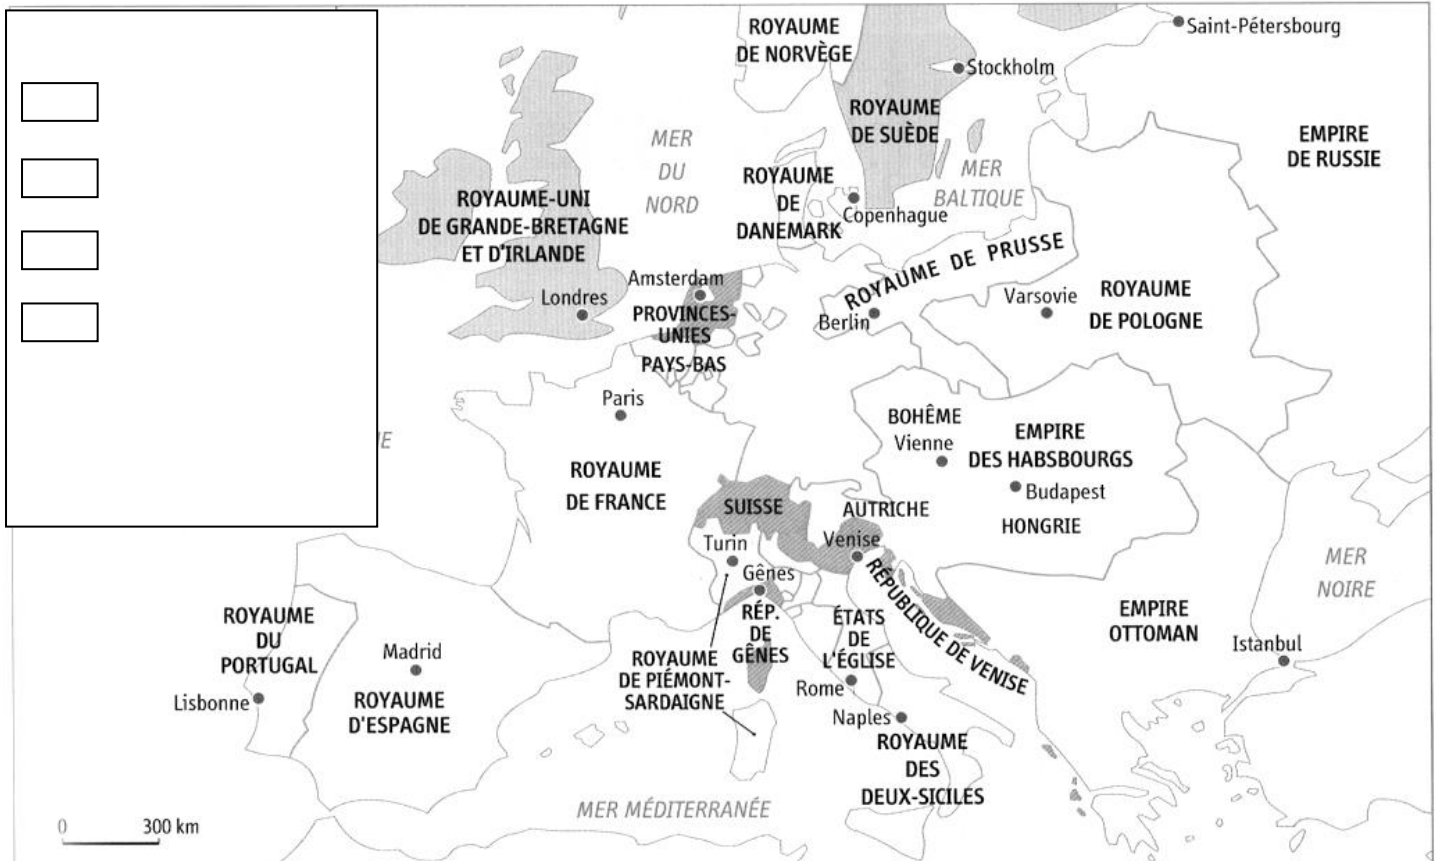 ROYAUME
DE NORVÈGE
Saint-Pétersbourg
Stockholm
ROYAUME
DE SUÈDE
EMPIRE
DE RUSSIE
MER
DU
NORD
MER
BALTIQUE
ROYAUME
DE
DANEMARK
Copenhague
ROYAUME-UNI
DE GRANDE-BRETAGNE
ET D'IRLANDE
Londres
Amsterdam
PROVINCES-
UNIES
PAYS-BAS
ROYAUME DE PRUSSE
Berlin
Varsovie
ROYAUME
DE POLOGNE
Paris
ROYAUME
DE FRANCE
BOHÊME
Vienne
EMPIRE
DES HABSBOURGS
Budapest
HONGRIE
AUTRICHE
SUISSE
Turin
Venise
Gênes
RÉP.
DE
GÊNES
RÉPUBLIQUE DE VENISE
ÉTATS
DE
L'ÉGLISE
Rome
ROYAUME
DE PIÉMONT-
SARDAIGNE
Naples
ROYAUME
DES
DEUX-SICILES
MER
NOIRE
EMPIRE
OTTOMAN
Istanbul
ROYAUME
DU
PORTUGAL
Lisbonne
Madrid
ROYAUME
D'ESPAGNE
MER MÉDITERRANÉE
0 300 km